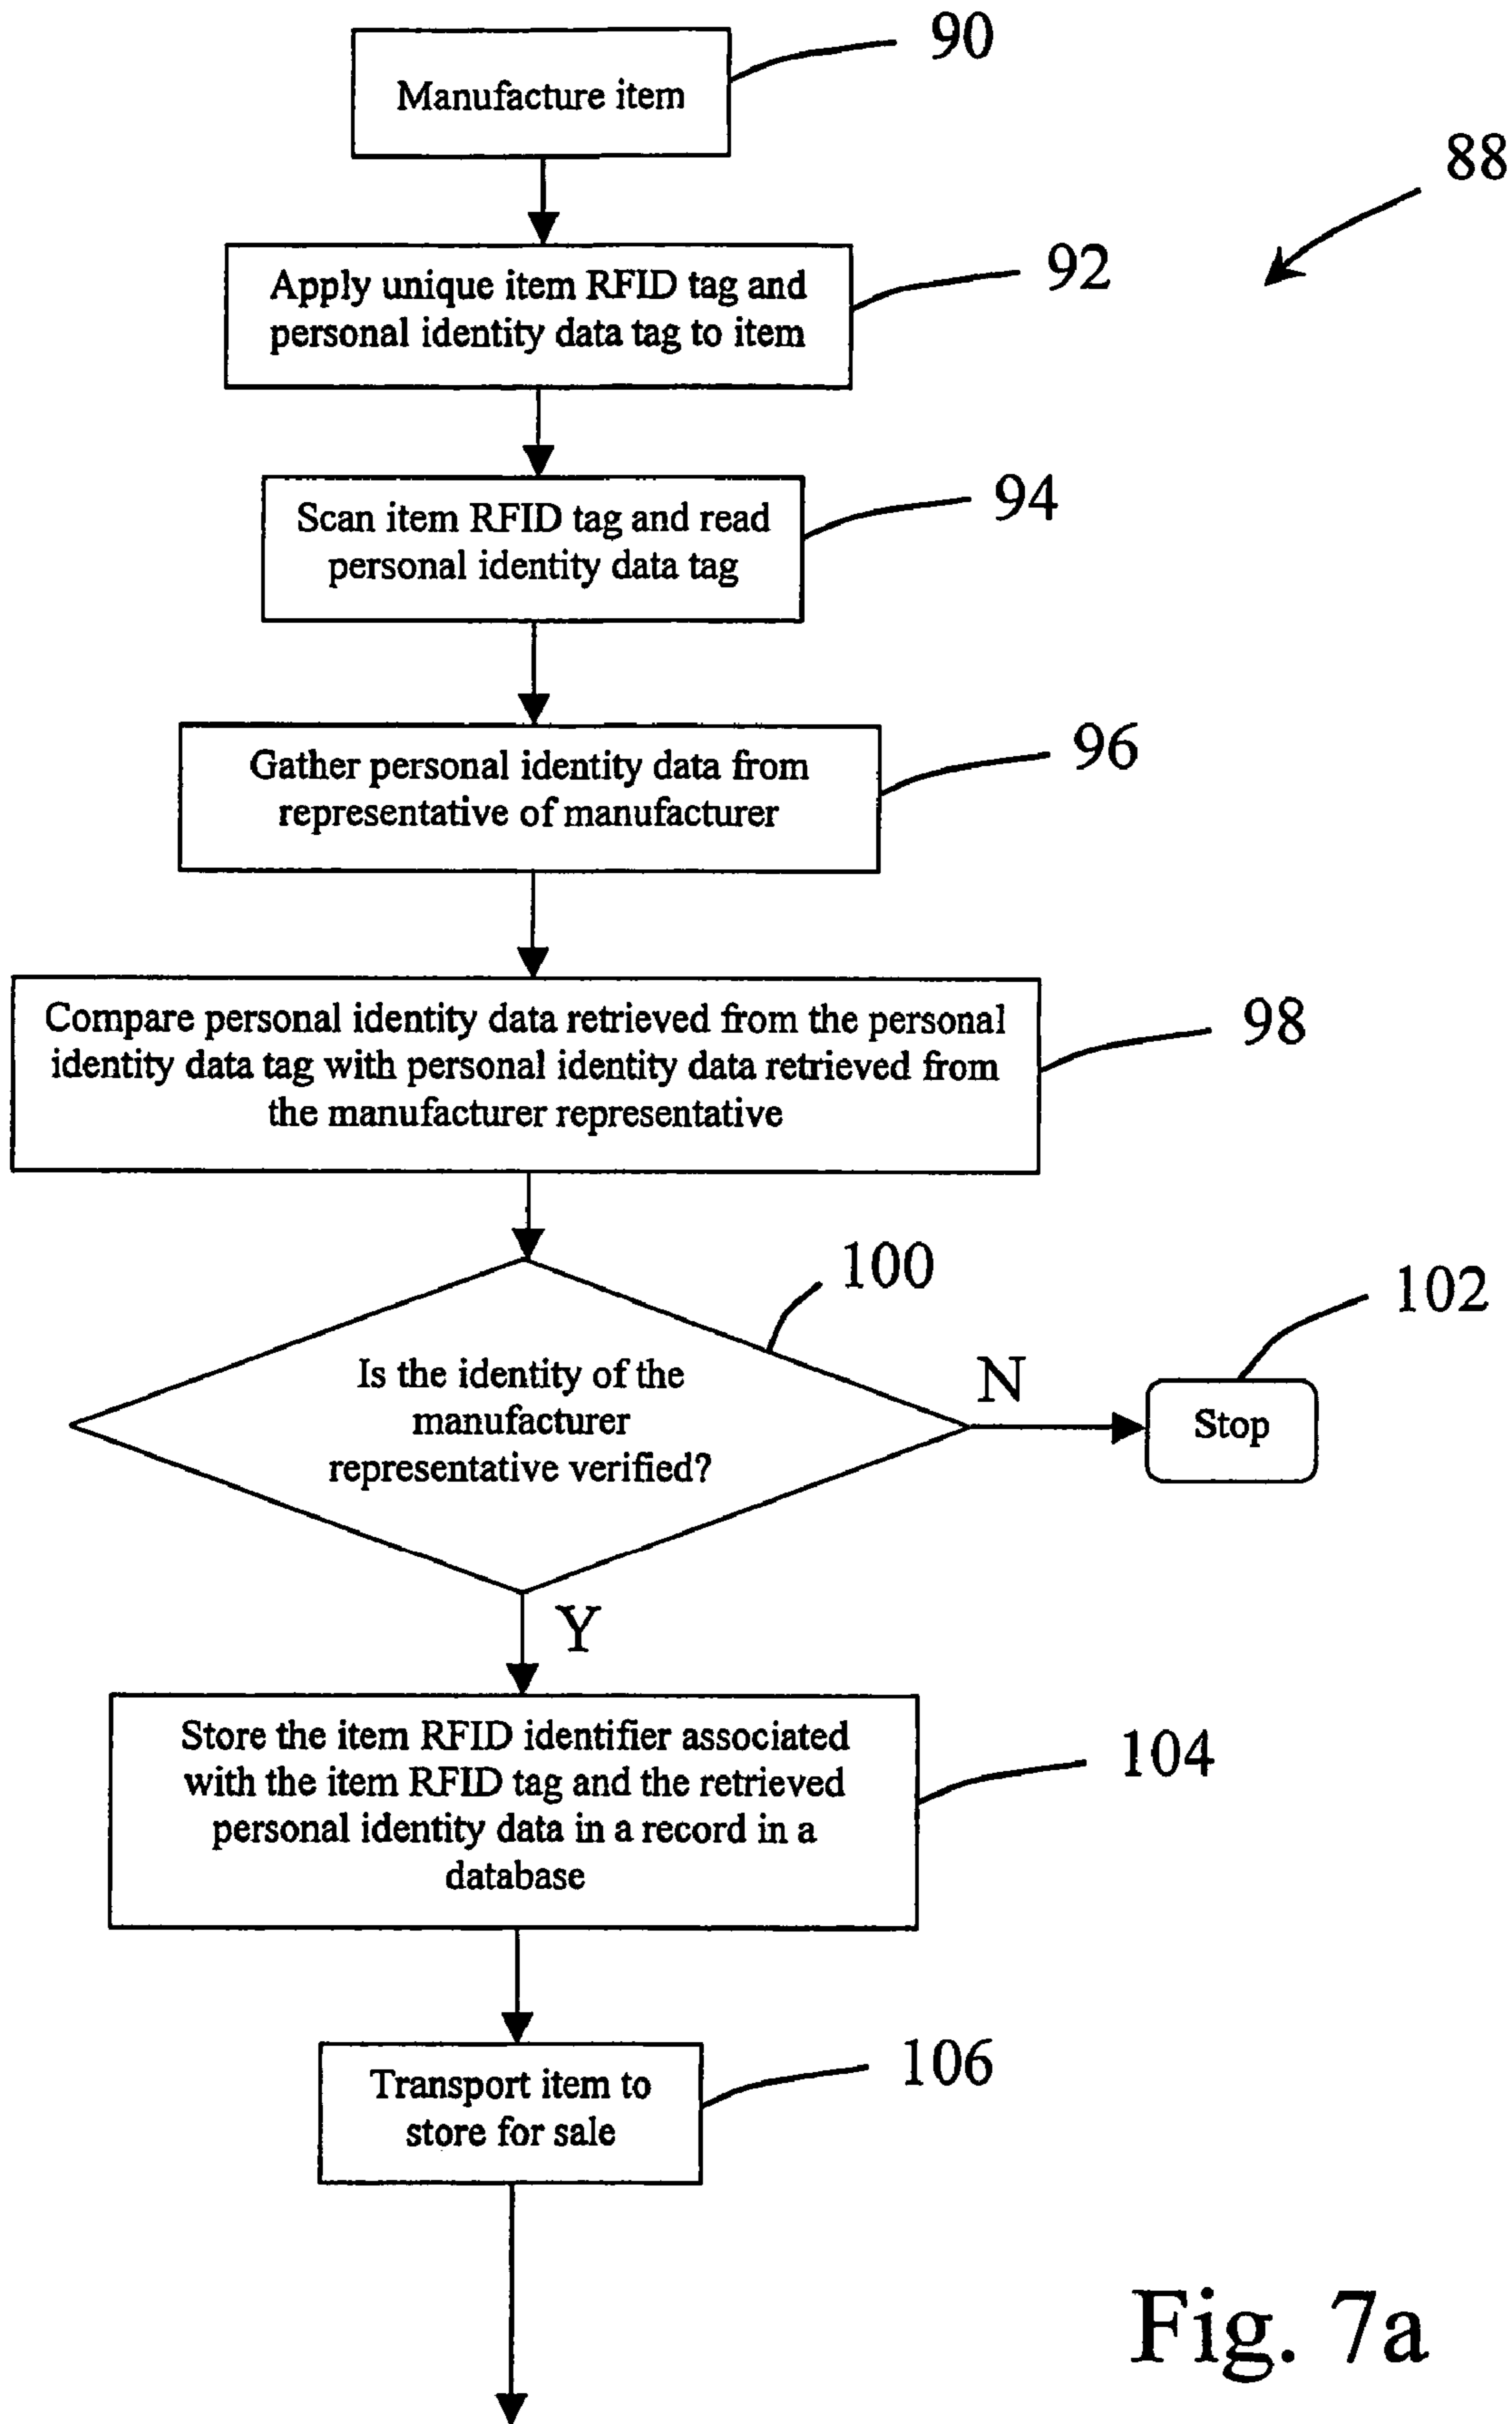 90
Manufacture item
88
92
Apply unique item RFID tag and
personal identity data tag to item
94
Scan item RFID tag and read
personal identity data tag
96
Gather personal identity data from
representative of manufacturer
98
Compare personal identity data retrieved from the personal
identity data tag with personal identity data retrieved from
the manufacturer representative
100
102
Is the identity of the
manufacturer
representative verified?
N
Stop
Y
Store the item RFID identifier associated
with the item RFID tag and the retrieved
personal identity data in a record in a
database
104
106
Transport item to
store for sale
Fig. 7a